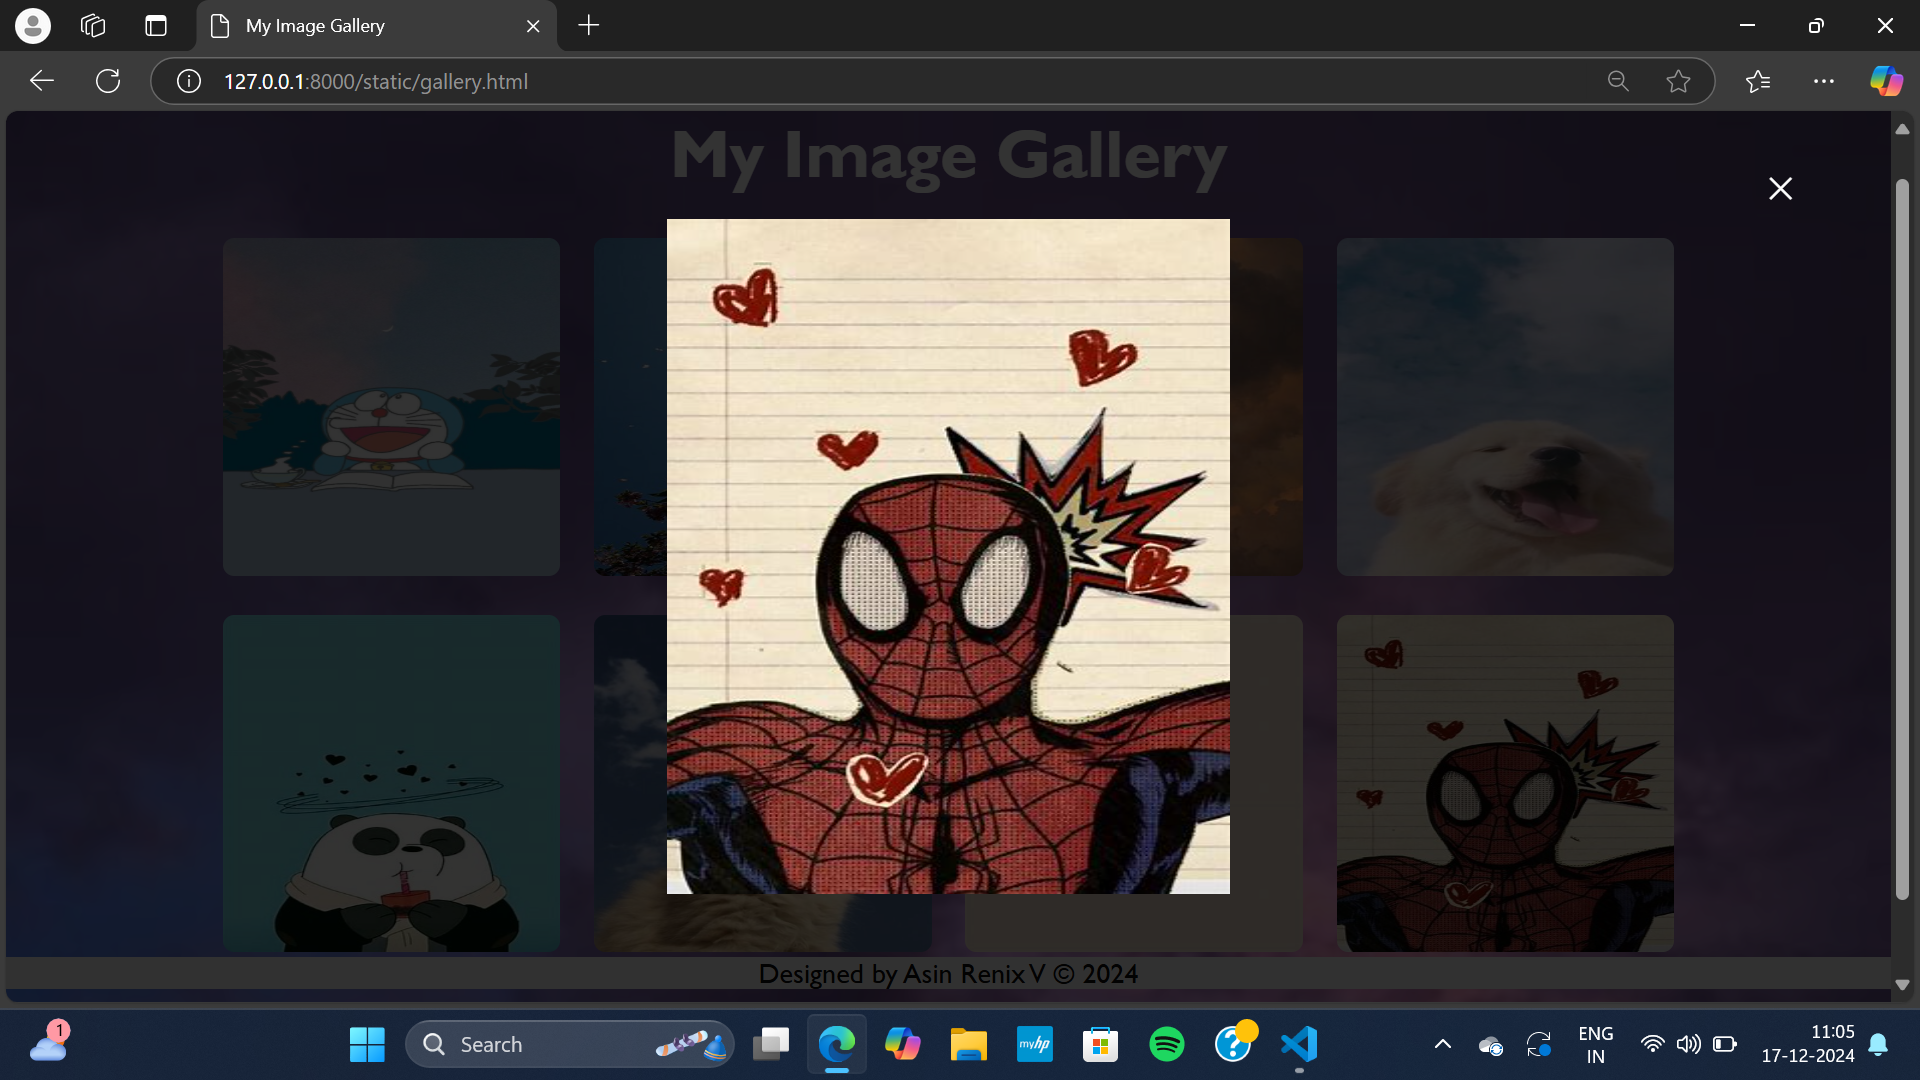 My Image Gallery
127.0.0.1:8000/static/gallery.html
My Image Gallery
Designed by Asin Renix V © 2024
1
Search
myhp
?
ENG
IN
11:05
17-12-2024